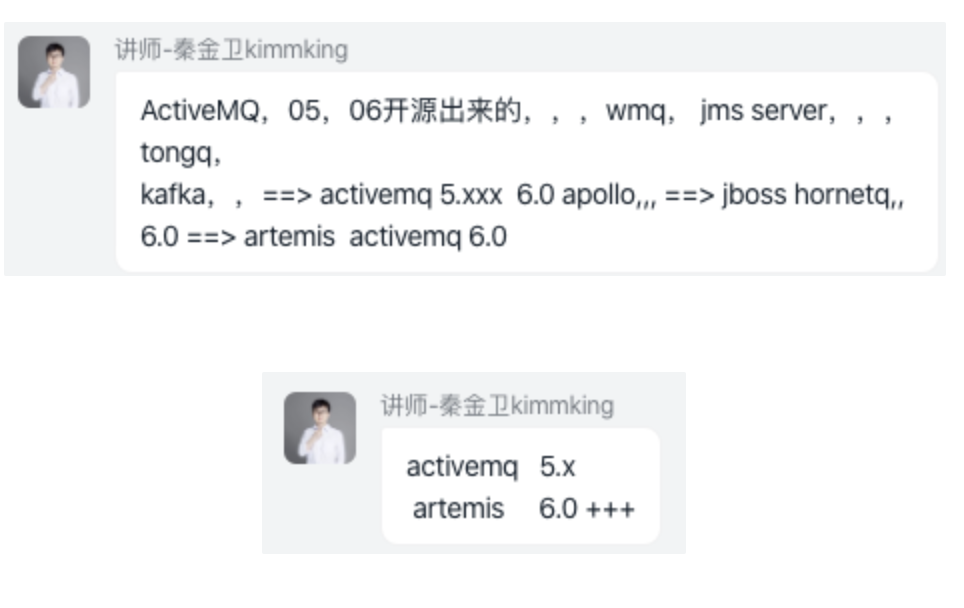 讲师-秦金卫kimmking
ActiveMQ，05，06开源出来的，，，wmq， jms server，，，
tongq，
kafka，，==> activemq 5.xxx  6.0 apollo,,, ==> jboss hornetq,,
6.0 ==> artemis  activemq 6.0
讲师-秦金卫kimmking
activemq   5.x
artemis     6.0 +++